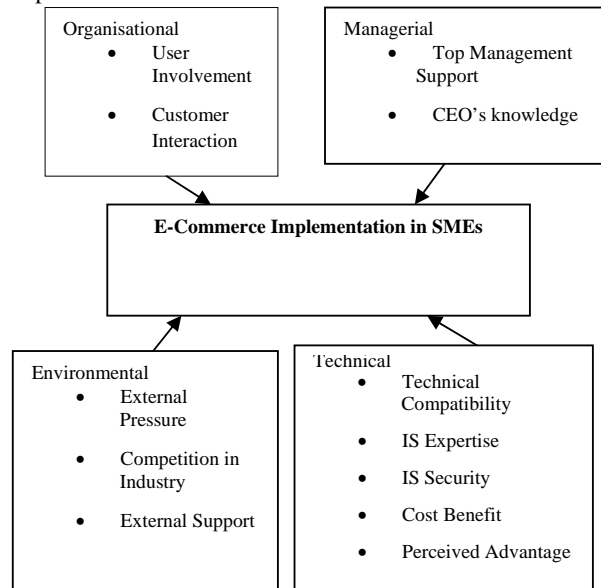 Organisational
• User
Involvement
• Customer
Interaction
Managerial
• Top Management
Support
• CEO’s knowledge
E-Commerce Implementation in SMEs
Environmental
• External
Pressure
• Competition in
Industry
• External Support
Technical
• Technical
Compatibility
• IS Expertise
• IS Security
• Cost Benefit
• Perceived Advantage